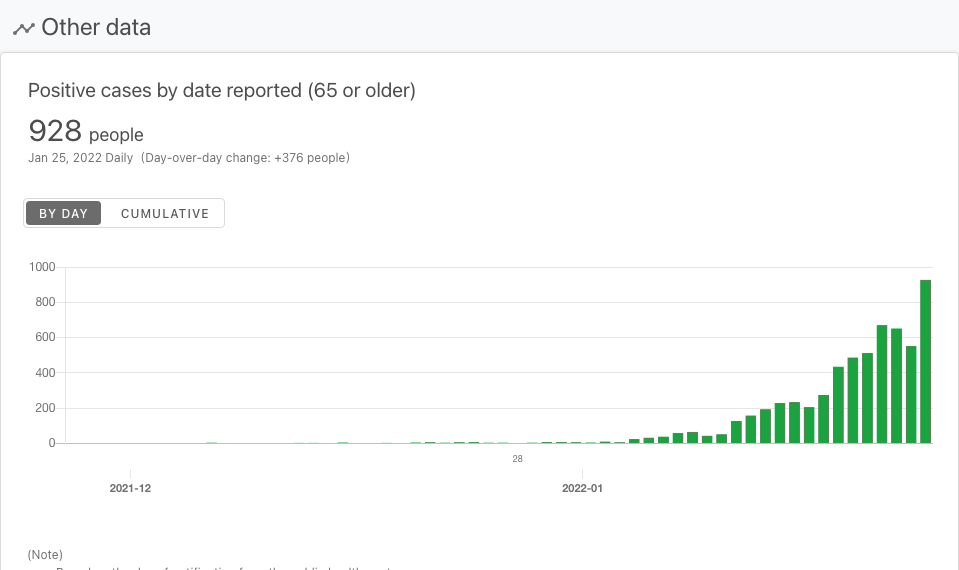 Other data
Positive cases by date reported (65 or older)
928 people
Jan 25, 2022 Daily (Day-over-day change: +376 people)
BY DAY CUMULATIVE
1000
800
600
400
200
0
28
2021-12 2022-01
(Note)